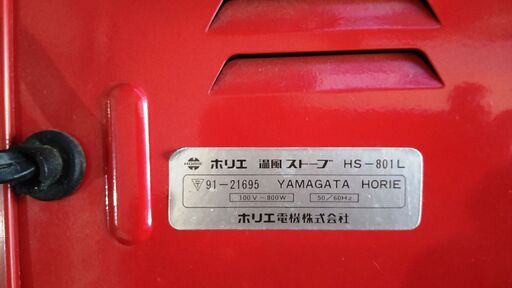 HORIE ホリエ 温風ストーブ HS-801L
〒 91-21695 YAMAGATA HORIE
100V-800W 50/60Hz
ホリエ電機株式会社